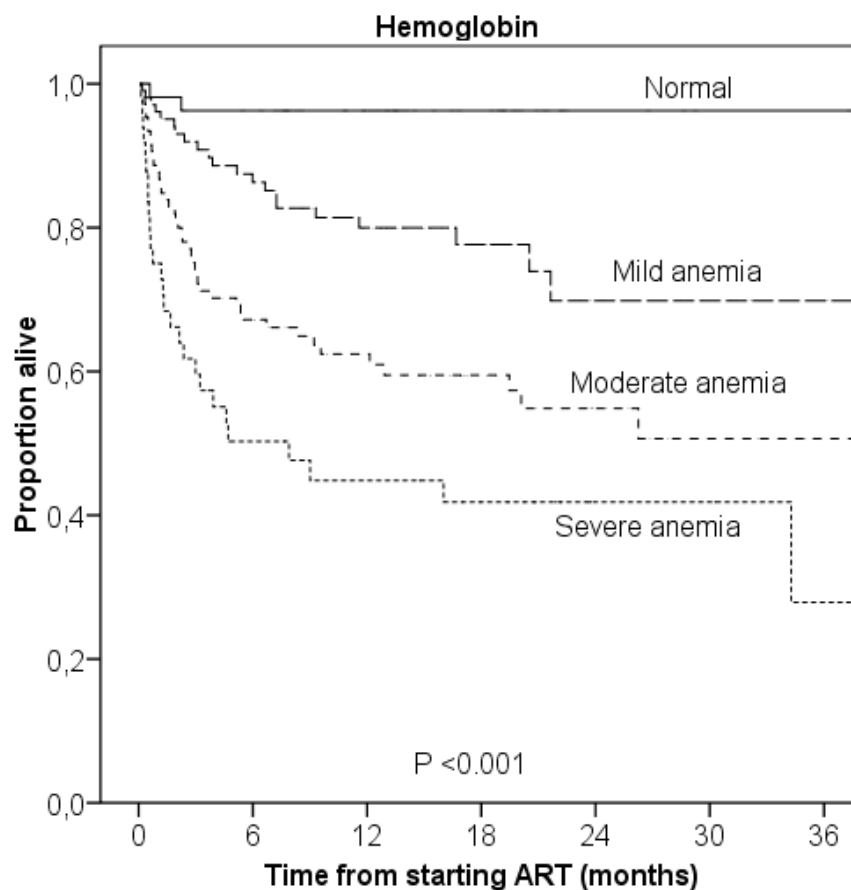 Hemoglobin
1,0
0,8
0,6
0,4
0,2
0,0
Proportion alive
Normal
Mild anemia
Moderate anemia
Severe anemia
P <0.001
0 6 12 18 24 30 36
Time from starting ART (months)